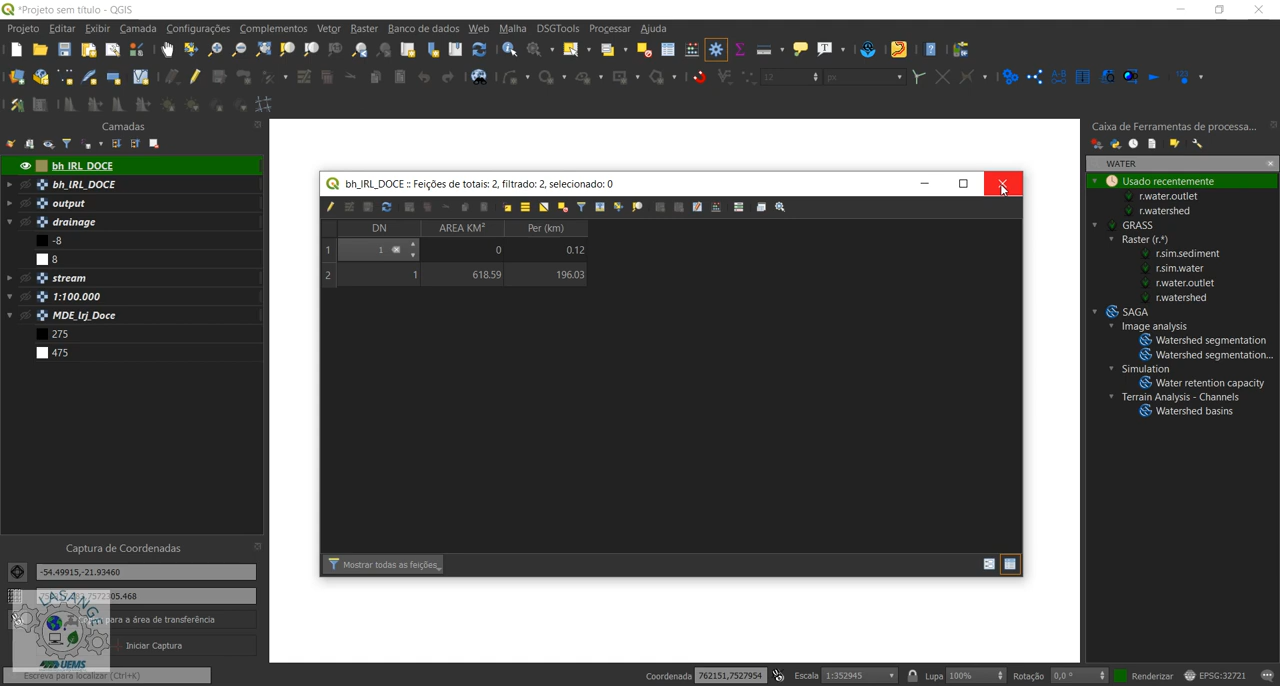 *Projeto sem título - QGIS
Projeto Editar Exibir Camada Configurações Complementos Vetor Raster Banco de dados Web Malha DSGTools Processar Ajuda
12 px
Camadas
bh_IRL_DOCE
bh_IRL_DOCE
output
drainage
-8
8
stream
1:100.000
MDE_Irj_Doce
275
475
Captura de Coordenadas
-54.49915,-21.93460
7572305.468
para a área de transferência
Iniciar Captura
LASANGE
UEMS
Escreva para localizar (Ctrl+K)
bh_IRL_DOCE :: Feições de totais: 2, filtrado: 2, selecionado: 0
DN AREA KM² Per (km)
1 1 0 0.12
2 1 618.59 196.03
Mostrar todas as feições
Caixa de Ferramentas de processa...
WATER
Usado recentemente
r.water.outlet
r.watershed
GRASS
Raster (r.*)
r.sim.sediment
r.sim.water
r.water.outlet
r.watershed
SAGA
Image analysis
Watershed segmentation
Watershed segmentation...
Simulation
Water retention capacity
Terrain Analysis - Channels
Watershed basins
Coordenada 762151,7527954 Escala 1:352945 Lupa 100% Rotação 0,0 ° Renderizar EPSG:32721